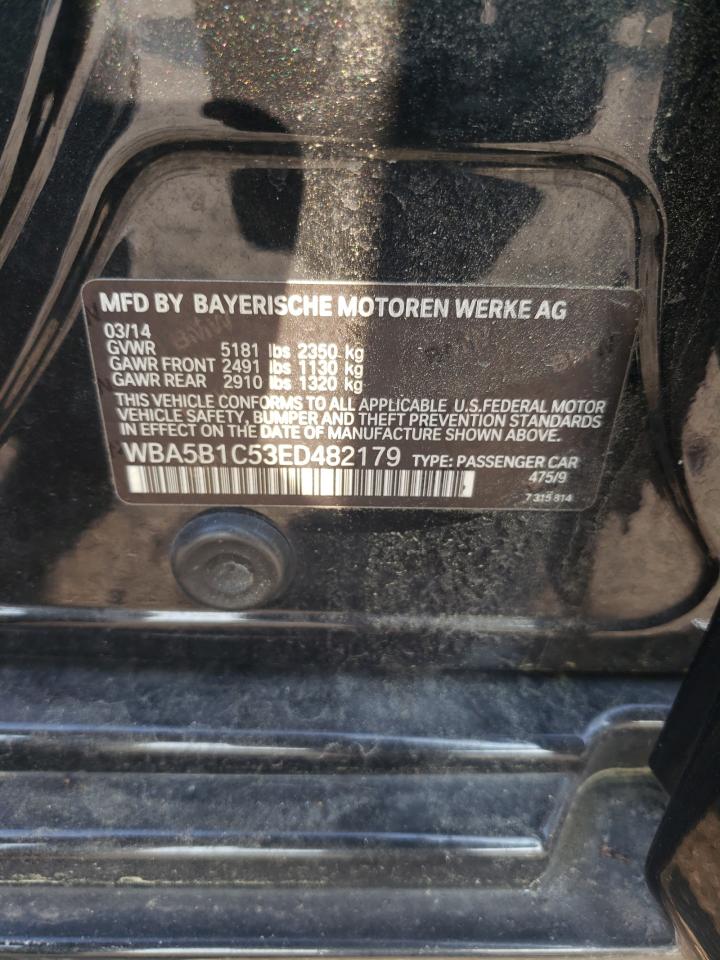 MFD BY BAYERISCHE MOTOREN WERKE AG
03/14
GVWR 5181 lbs 2350 kg
GAWR FRONT 2491 lbs 1130 kg
GAWR REAR 2910 lbs 1320 kg
THIS VEHICLE CONFORMS TO ALL APPLICABLE U.S.FEDERAL MOTOR
VEHICLE SAFETY, BUMPER AND THEFT PREVENTION STANDARDS
IN EFFECT ON THE DATE OF MANUFACTURE SHOWN ABOVE.
WBA5B1C53ED482179 TYPE: PASSENGER CAR
475/9
7 315 814